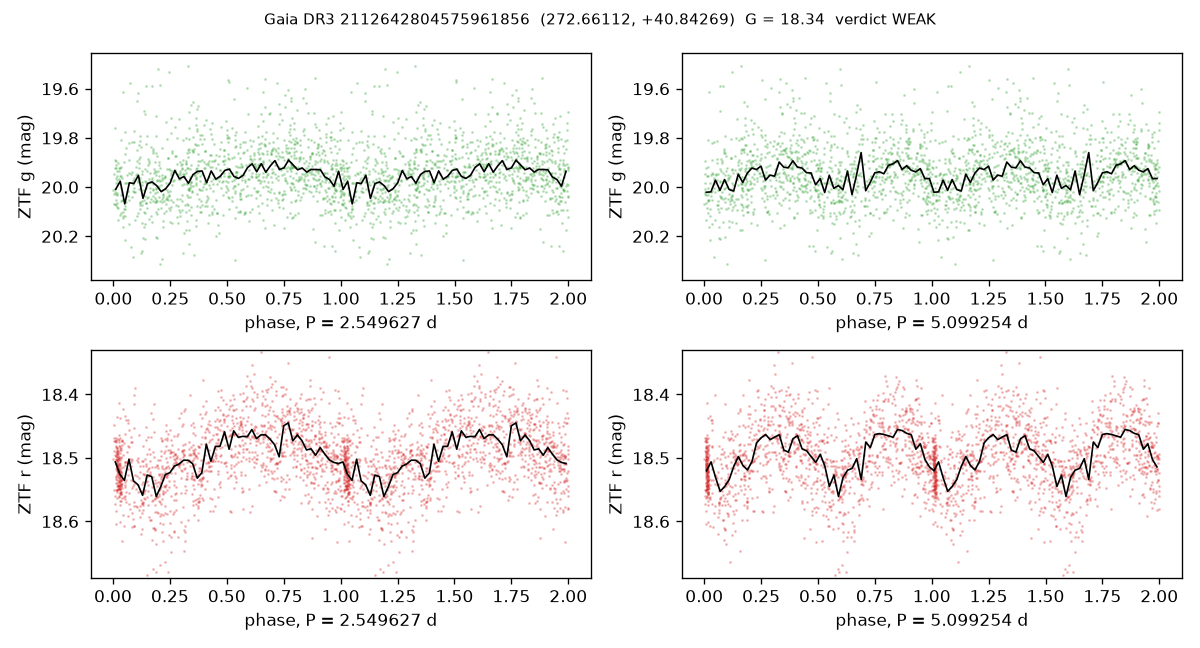 Gaia DR3 2112642804575961856 (272.66112, +40.84269) G = 18.34 verdict WEAK
ZTF g (mag)
19.6
19.8
20.0
20.2
0.00 0.25 0.50 0.75 1.00 1.25 1.50 1.75 2.00
phase, P = 2.549627 d
ZTF g (mag)
19.6
19.8
20.0
20.2
0.00 0.25 0.50 0.75 1.00 1.25 1.50 1.75 2.00
phase, P = 5.099254 d
ZTF r (mag)
18.4
18.5
18.6
0.00 0.25 0.50 0.75 1.00 1.25 1.50 1.75 2.00
phase, P = 2.549627 d
ZTF r (mag)
18.4
18.5
18.6
0.00 0.25 0.50 0.75 1.00 1.25 1.50 1.75 2.00
phase, P = 5.099254 d